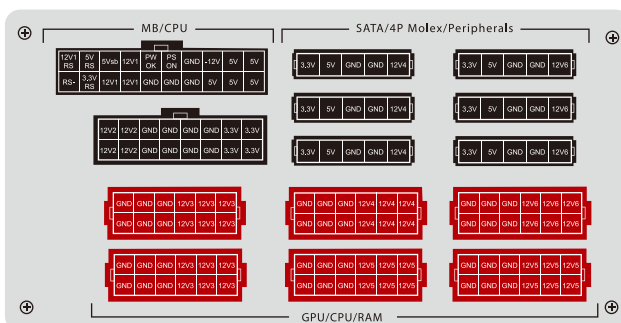 MB/CPU
SATA/4P Molex/Peripherals
12V1 RS 5V RS 5Vsb 12V1 PW OK PS ON GND -12V 5V 5V
RS- 3,3V RS 12V1 12V1 GND GND GND 5V 5V 5V
12V2 12V2 GND GND GND GND 3,3V 3,3V
12V2 12V2 GND GND GND GND 3,3V 3,3V
3,3V 5V GND GND 12V4
3,3V 5V GND GND 12V6
3,3V 5V GND GND 12V4
3,3V 5V GND GND 12V6
3,3V 5V GND GND 12V4
3,3V 5V GND GND 12V6
GND GND GND 12V3 12V3 12V3
GND GND GND 12V3 12V3 12V3
GND GND GND 12V4 12V4 12V4
GND GND GND 12V4 12V4 12V4
GND GND GND 12V6 12V6 12V6
GND GND GND 12V6 12V6 12V6
GND GND GND 12V3 12V3 12V3
GND GND GND 12V3 12V3 12V3
GND GND GND 12V5 12V5 12V5
GND GND GND 12V5 12V5 12V5
GND GND GND 12V5 12V5 12V5
GND GND GND 12V5 12V5 12V5
GPU/CPU/RAM